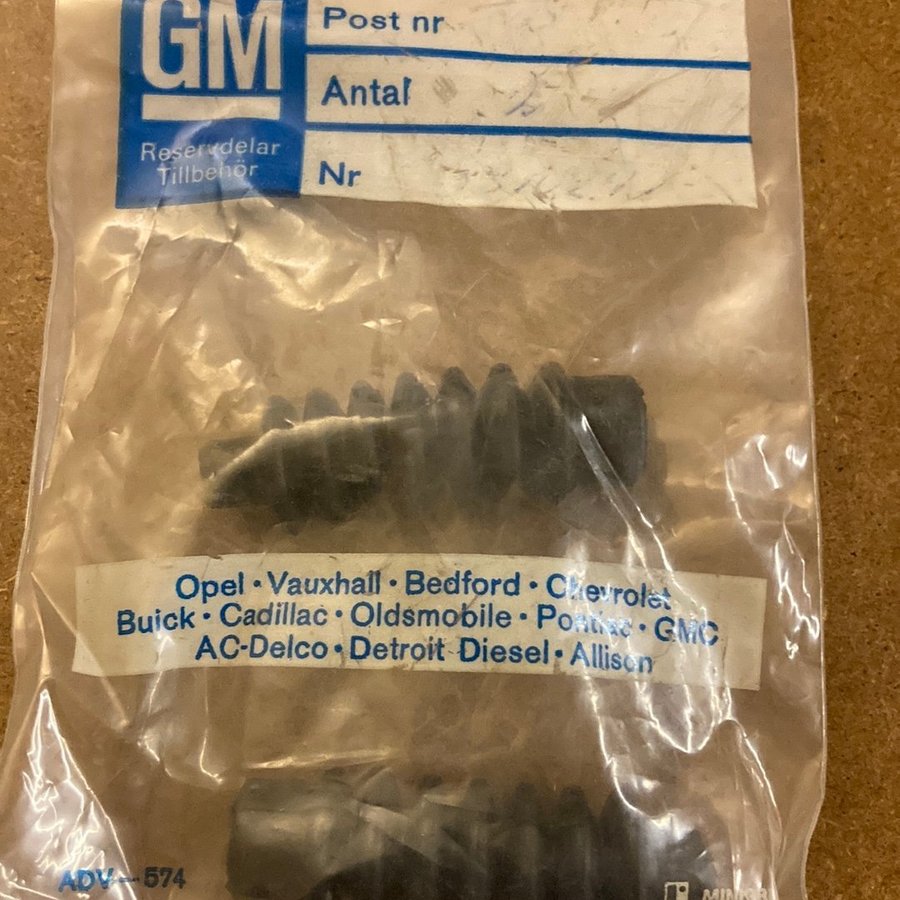 GM
Reservdelar
Tillbehör
Post nr
Antal
Nr
Opel · Vauxhall · Bedford · Chevrolet
Buick · Cadillac · Oldsmobile · Pontiac · GMC
AC-Delco · Detroit Diesel · Allison
ADV-574